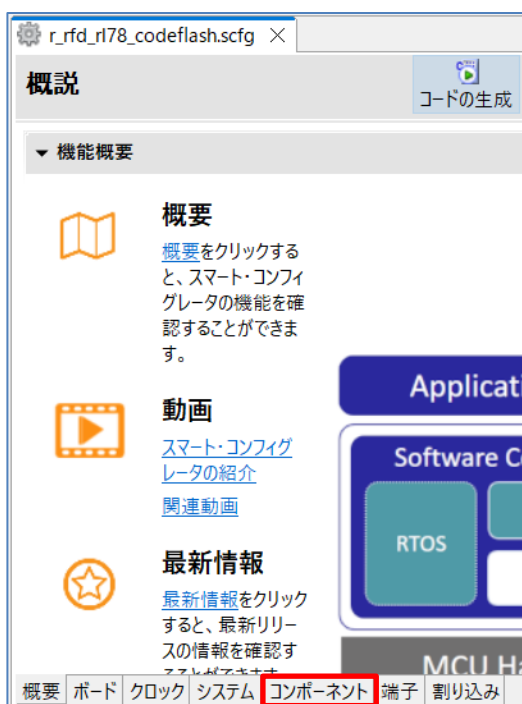 r_rfd_rl78_codeflash.scfg
概説
コードの生成
機能概要
概要
概要をクリックする
と、スマート・コンフィ
グレータの機能を確
認することができま
す。
動画
スマート・コンフィグ
レータの紹介
関連動画
最新情報
最新情報をクリック
すると、最新リリー
スの情報を確認す
Applicati
Software Co
RTOS
MCU Ha
概要 ボード クロック システム コンポーネント 端子 割り込み